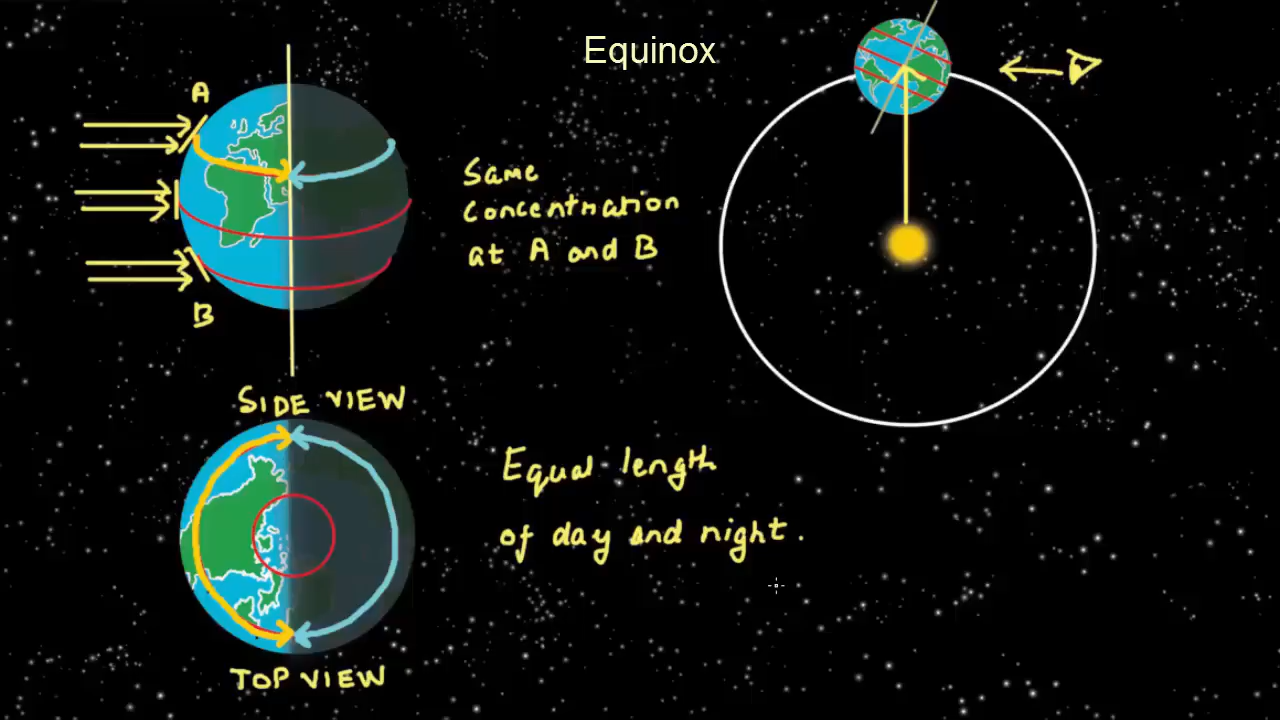 Equinox
A
Same
concentration
at A and B
B
SIDE VIEW
Equal length
of day and night.
TOP VIEW